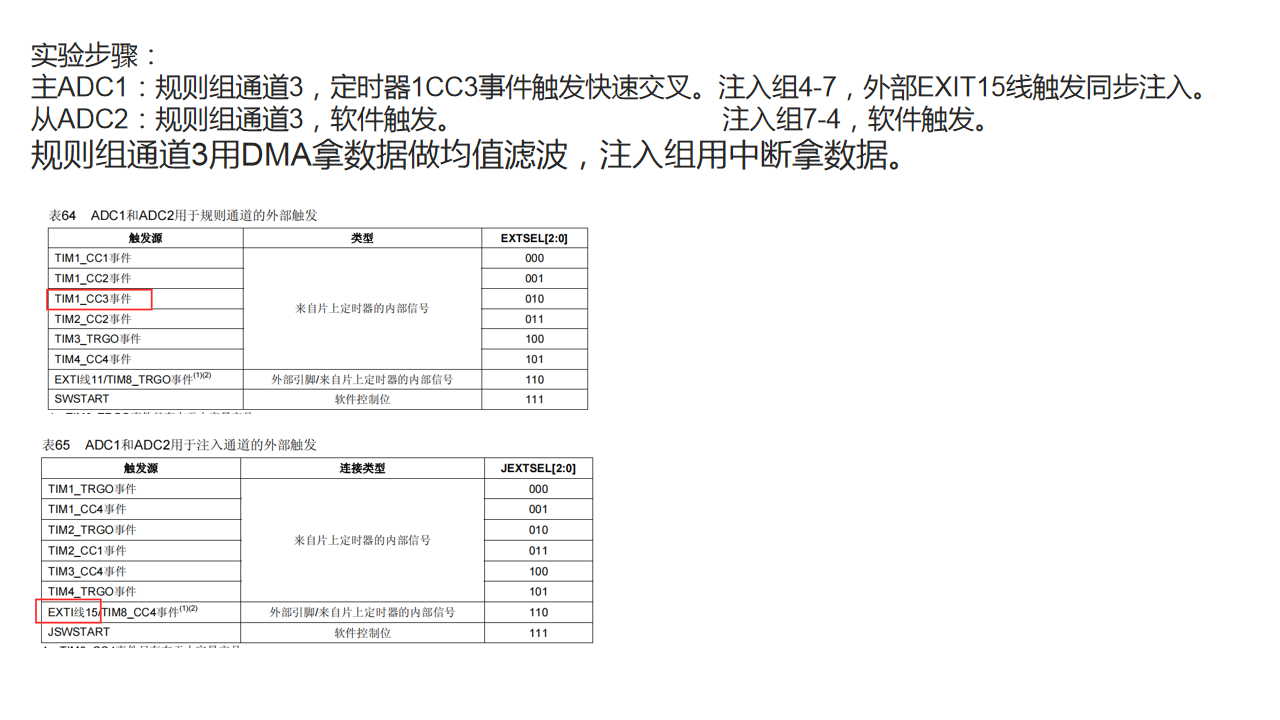 实验步骤：
主ADC1：规则组通道3，定时器1CC3事件触发快速交叉。注入组4-7，外部EXIT15线触发同步注入。
从ADC2：规则组通道3，软件触发。 注入组7-4，软件触发。
规则组通道3用DMA拿数据做均值滤波，注入组用中断拿数据。
表64 ADC1和ADC2用于规则通道的外部触发
触发源 类型 EXTSEL[2:0]
TIM1_CC1事件 000
TIM1_CC2事件 001
TIM1_CC3事件 来自片上定时器的内部信号 010
TIM2_CC2事件 011
TIM3_TRGO事件 100
TIM4_CC4事件 101
EXTI线11/TIM8_TRGO事件(1)(2) 外部引脚/来自片上定时器的内部信号 110
SWSTART 软件控制位 111
表65 ADC1和ADC2用于注入通道的外部触发
触发源 连接类型 JEXTSEL[2:0]
TIM1_TRGO事件 000
TIM1_CC4事件 001
TIM2_TRGO事件 来自片上定时器的内部信号 010
TIM2_CC1事件 011
TIM3_CC4事件 100
TIM4_TRGO事件 101
EXTI线15/TIM8_CC4事件(1)(2) 外部引脚/来自片上定时器的内部信号 110
JSWSTART 软件控制位 111